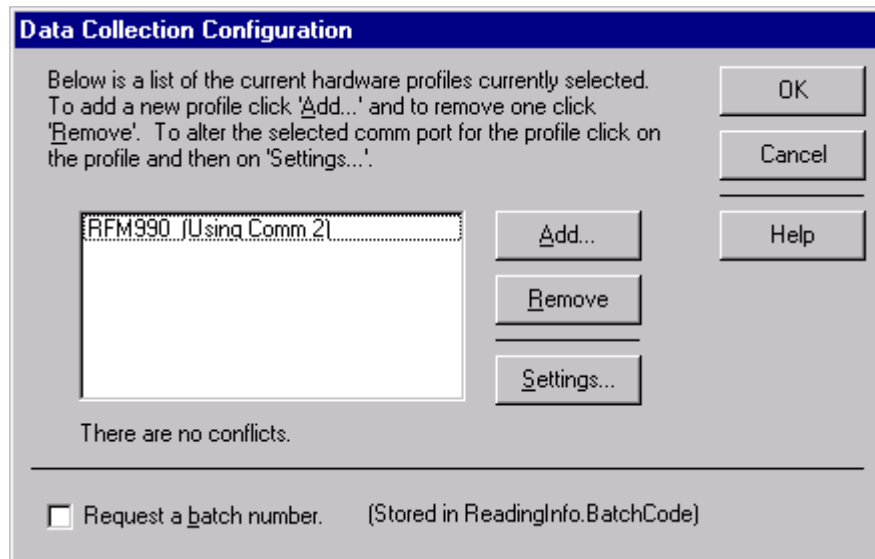 Data Collection Configuration
Below is a list of the current hardware profiles currently selected.
To add a new profile click 'Add...' and to remove one click
'Remove'.  To alter the selected comm port for the profile click on
the profile and then on 'Settings...'.
OK
Cancel
Help
RFM990  (Using Comm 2)
Add...
Remove
Settings...
There are no conflicts.
Request a batch number.
(Stored in ReadingInfo.BatchCode)